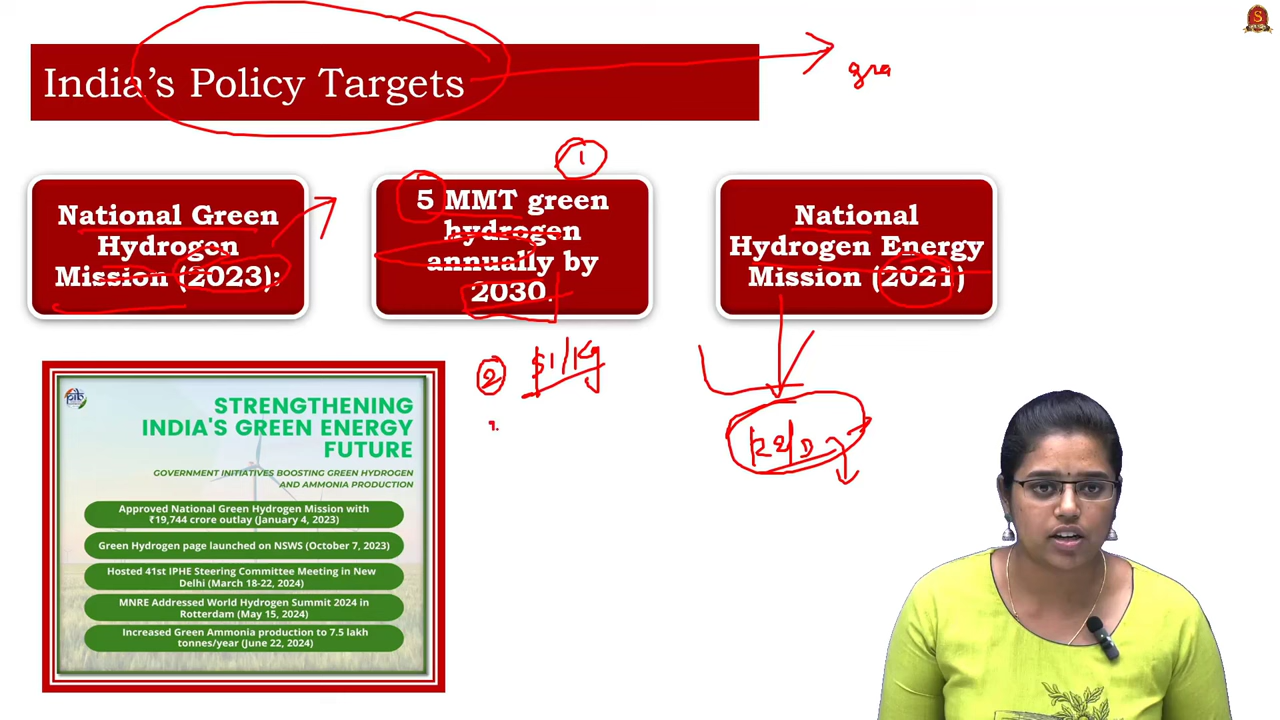 India's Policy Targets
gra
1
National Green
Hydrogen
Mission (2023):
5 MMT green
hydrogen
annually by
2030.
National
Hydrogen Energy
Mission (2021)
2 $1/kg
R&D
STRENGTHENING
INDIA'S GREEN ENERGY
FUTURE
GOVERNMENT INITIATIVES BOOSTING GREEN HYDROGEN
AND AMMONIA PRODUCTION
Approved National Green Hydrogen Mission with
₹19,744 crore outlay (January 4, 2023)
Green Hydrogen page launched on NSWS (October 7, 2023)
Hosted 41st IPHE Steering Committee Meeting in New
Delhi (March 18-22, 2024)
MNRE Addressed World Hydrogen Summit 2024 in
Rotterdam (May 15, 2024)
Increased Green Ammonia production to 7.5 lakh
tonnes/year (June 22, 2024)